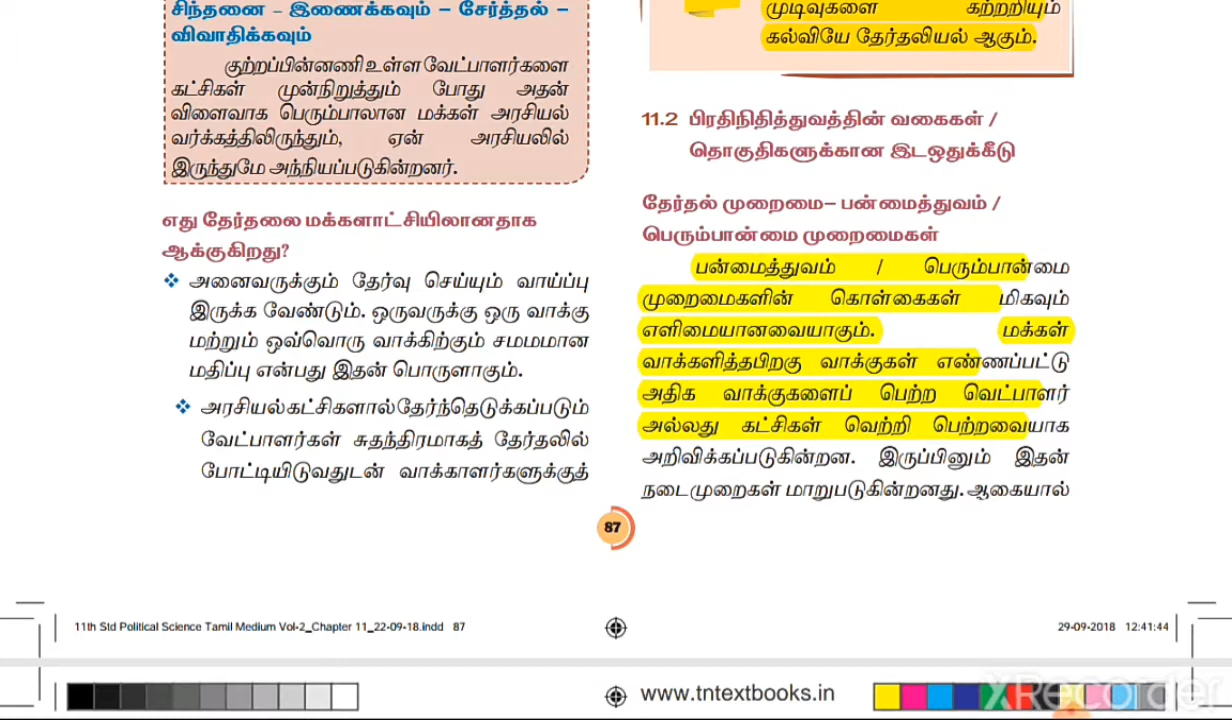 சிந்தனை – இணைக்கவும் – சேர்த்தல் –
விவாதிக்கவும்
குற்றப்பின்னணி உள்ள வேட்பாளர்களை
கட்சிகள் முன்நிறுத்தும் போது அதன்
விளைவாக பெரும்பாலான மக்கள் அரசியல்
வர்க்கத்திலிருந்தும், ஏன் அரசியலில்
இருந்துமே அந்நியப்படுகின்றனர்.
எது தேர்தலை மக்களாட்சியிலானதாக
ஆக்குகிறது?
❖ அனைவருக்கும் தேர்வு செய்யும் வாய்ப்பு
இருக்க வேண்டும். ஒருவருக்கு ஒரு வாக்கு
மற்றும் ஒவ்வொரு வாக்கிற்கும் சமமமான
மதிப்பு என்பது இதன் பொருளாகும்.
❖ அரசியல்கட்சிகளால்தேர்ந்தெடுக்கப்படும்
வேட்பாளர்கள் சுதந்திரமாகத் தேர்தலில்
போட்டியிடுவதுடன் வாக்காளர்களுக்குத்
முடிவுகளை கற்றறியும்
கல்வியே தேர்தலியல் ஆகும்.
11.2 பிரதிநிதித்துவத்தின் வகைகள் /
தொகுதிகளுக்கான இடஒதுக்கீடு
தேர்தல் முறைமை– பன்மைத்துவம் /
பெரும்பான்மை முறைமைகள்
பன்மைத்துவம் / பெரும்பான்மை
முறைமைகளின் கொள்கைகள் மிகவும்
எளிமையானவையாகும். மக்கள்
வாக்களித்தபிறகு வாக்குகள் எண்ணப்பட்டு
அதிக வாக்குகளைப் பெற்ற வெட்பாளர்
அல்லது கட்சிகள் வெற்றி பெற்றவையாக
அறிவிக்கப்படுகின்றன. இருப்பினும் இதன்
நடைமுறைகள் மாறுபடுகின்றனது. ஆகையால்
87
11th Std Political Science Tamil Medium Vol-2_Chapter 11_22-09-18.indd 87
29-09-2018 12:41:44
www.tntextbooks.in
XRecorder